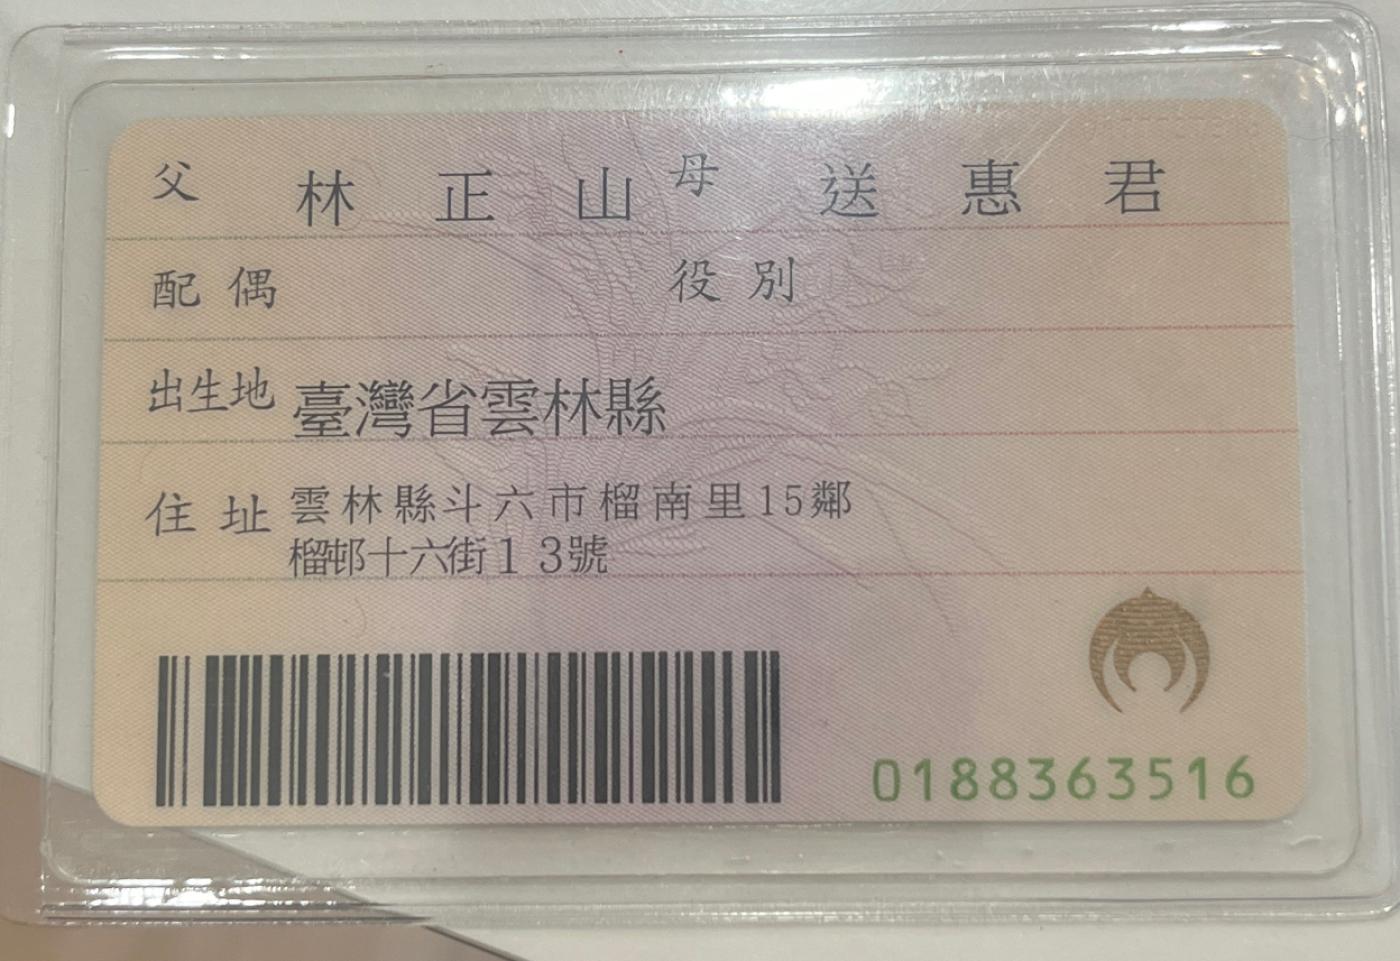 父 林正山 母 送惠君
配偶 役別
出生地 臺灣省雲林縣
住址 雲林縣斗六市榴南里15鄰
榴邨十六街13號
0188363516